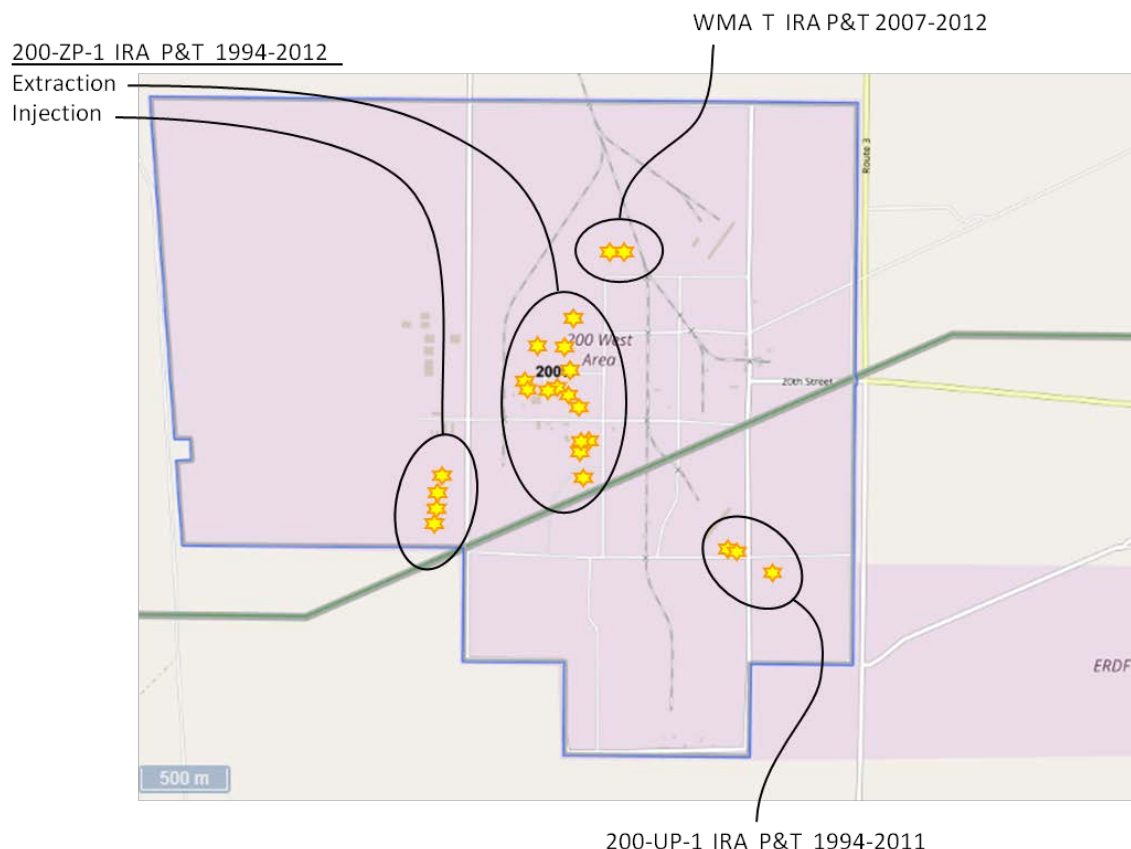 WMA T IRA P&T 2007-2012
200-ZP-1 IRA P&T 1994-2012
Extraction
Injection
Route 3
200 West
Area
200
20th Street
ERDF
500 m
200-UP-1 IRA P&T 1994-2011